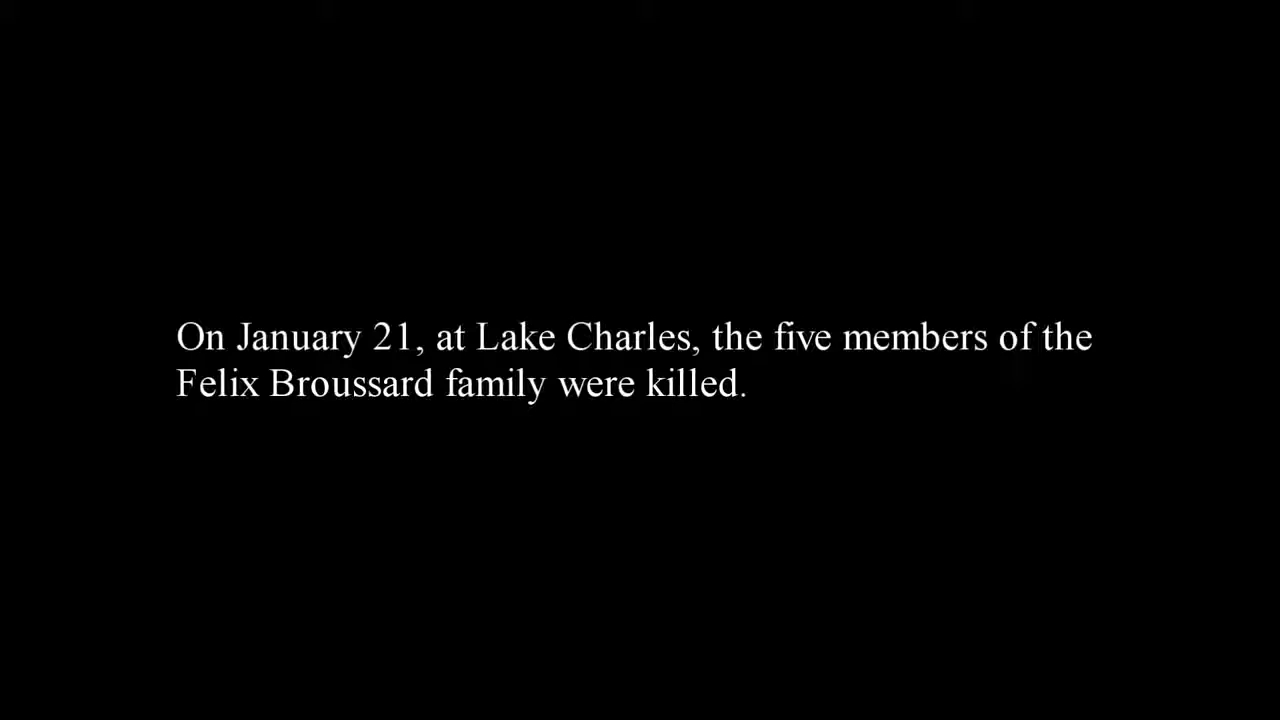 On January 21, at Lake Charles, the five members of the
Felix Broussard family were killed.